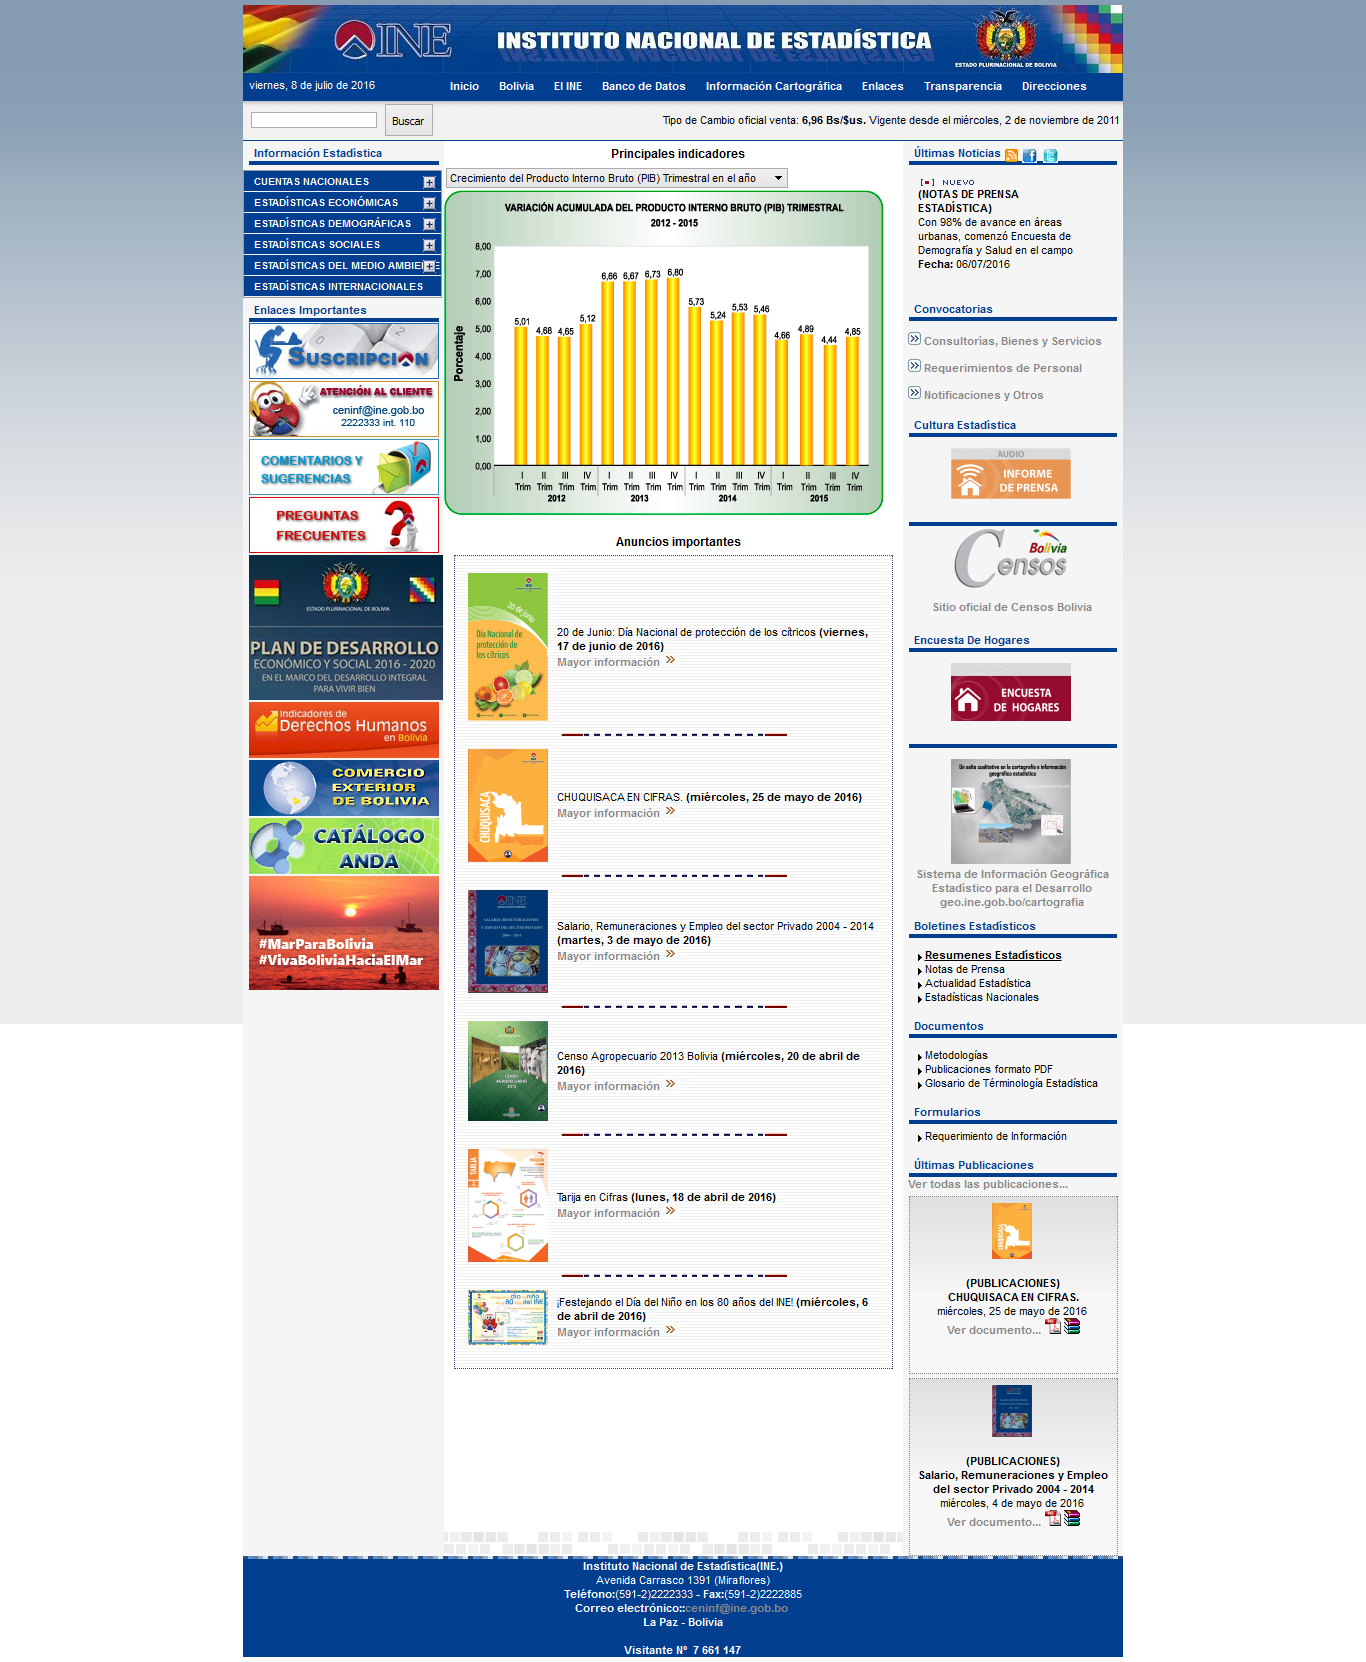 INE
INSTITUTO NACIONAL DE ESTADÍSTICA
ESTADO PLURINACIONAL DE BOLIVIA
viernes, 8 de julio de 2016
Inicio Bolivia El INE Banco de Datos Información Cartográfica Enlaces Transparencia Direcciones
Buscar
Tipo de Cambio oficial venta: 6,96 Bs/$us. Vigente desde el miércoles, 2 de noviembre de 2011
Información Estadística
CUENTAS NACIONALES
ESTADÍSTICAS ECONÓMICAS
ESTADÍSTICAS DEMOGRÁFICAS
ESTADÍSTICAS SOCIALES
ESTADÍSTICAS DEL MEDIO AMBIENTE
ESTADÍSTICAS INTERNACIONALES
Enlaces Importantes
SUSCRIPCION
ATENCIÓN AL CLIENTE
ceninf@ine.gob.bo
2222333 int. 110
COMENTARIOS Y
SUGERENCIAS
PREGUNTAS
FRECUENTES
ESTADO PLURINACIONAL DE BOLIVIA
PLAN DE DESARROLLO
ECONÓMICO Y SOCIAL 2016 - 2020
EN EL MARCO DEL DESARROLLO INTEGRAL
PARA VIVIR BIEN
Indicadores de
Derechos Humanos
en Bolivia
COMERCIO
EXTERIOR
DE BOLIVIA
CATÁLOGO
ANDA
#MarParaBolivia
#VivaBoliviaHaciaElMar
Principales indicadores
Crecimiento del Producto Interno Bruto (PIB) Trimestral en el año
VARIACIÓN ACUMULADA DEL PRODUCTO INTERNO BRUTO (PIB) TRIMESTRAL
2012 - 2015
Porcentaje
8,00
7,00
6,00
5,00
4,00
3,00
2,00
1,00
0,00
5,01 4,68 4,65 5,12 6,66 6,67 6,73 6,80 5,73 5,24 5,53 5,46 4,66 4,89 4,44 4,85
I II III IV I II III IV I II III IV I II III IV
Trim Trim Trim Trim Trim Trim Trim Trim Trim Trim Trim Trim Trim Trim Trim Trim
2012 2013 2014 2015
Anuncios importantes
20 de junio
Día Nacional de
protección de
los cítricos
20 de Junio: Día Nacional de protección de los cítricos (viernes,
17 de junio de 2016)
Mayor información
CHUQUISACA
CHUQUISACA EN CIFRAS. (miércoles, 25 de mayo de 2016)
Mayor información
INE
SALARIO, REMUNERACIONES
Y EMPLEO DEL SECTOR PRIVADO
2004 - 2014
Salario, Remuneraciones y Empleo del sector Privado 2004 - 2014
(martes, 3 de mayo de 2016)
Mayor información
CENSO
AGROPECUARIO
2013
Censo Agropecuario 2013 Bolivia (miércoles, 20 de abril de
2016)
Mayor información
TARIJA
Tarija en Cifras (lunes, 18 de abril de 2016)
Mayor información
¡Festejando el Día del Niño en los 80 años del INE! (miércoles, 6
de abril de 2016)
Mayor información
Últimas Noticias
NUEVO
(NOTAS DE PRENSA
ESTADÍSTICA)
Con 98% de avance en áreas
urbanas, comenzó Encuesta de
Demografía y Salud en el campo
Fecha: 06/07/2016
Convocatorias
Consultorias, Bienes y Servicios
Requerimientos de Personal
Notificaciones y Otros
Cultura Estadística
AUDIO
INFORME
DE PRENSA
Bolivia
Censos
Sitio oficial de Censos Bolivia
Encuesta De Hogares
ENCUESTA
DE HOGARES
Un salto cualitativo en la cartografía e información
geográfica estadística
Sistema de Información Geográfica
Estadístico para el Desarrollo
geo.ine.gob.bo/cartografia
Boletines Estadísticos
Resumenes Estadísticos
Notas de Prensa
Actualidad Estadística
Estadísticas Nacionales
Documentos
Metodologías
Publicaciones formato PDF
Glosario de Términología Estadística
Formularios
Requerimiento de Información
Últimas Publicaciones
Ver todas las publicaciones...
(PUBLICACIONES)
CHUQUISACA EN CIFRAS.
miércoles, 25 de mayo de 2016
Ver documento...
(PUBLICACIONES)
Salario, Remuneraciones y Empleo
del sector Privado 2004 - 2014
miércoles, 4 de mayo de 2016
Ver documento...
Instituto Nacional de Estadística(INE.)
Avenida Carrasco 1391 (Miraflores)
Teléfono:(591-2)2222333 - Fax:(591-2)2222885
Correo electrónico::ceninf@ine.gob.bo
La Paz - Bolivia
Visitante Nº 7 661 147